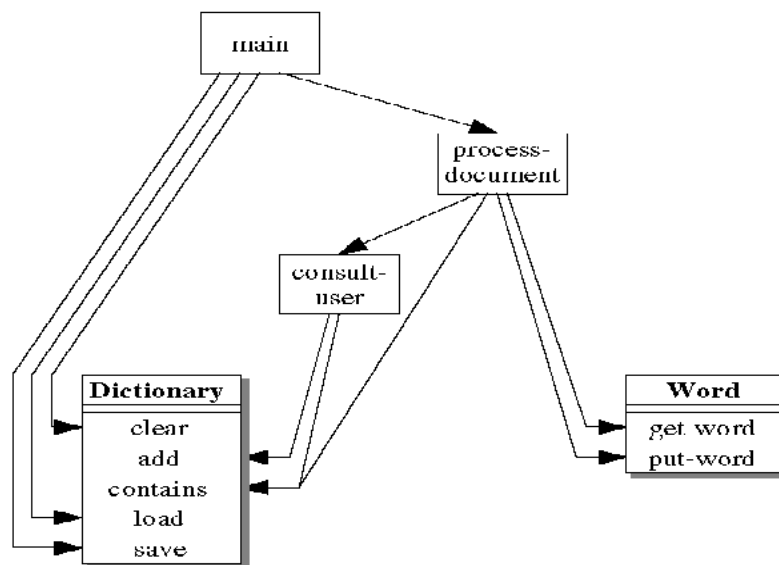 main
process-
document
consult-
user
Dictionary
clear
add
contains
load
save
Word
get word
put-word